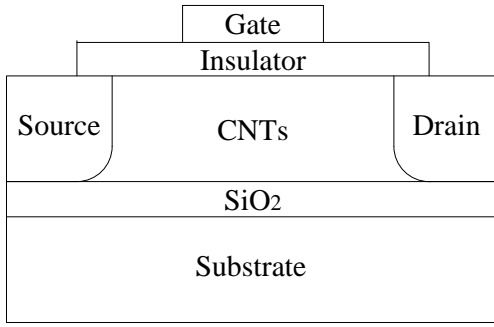 Gate
Insulator
Source CNTs Drain
SiO2
Substrate